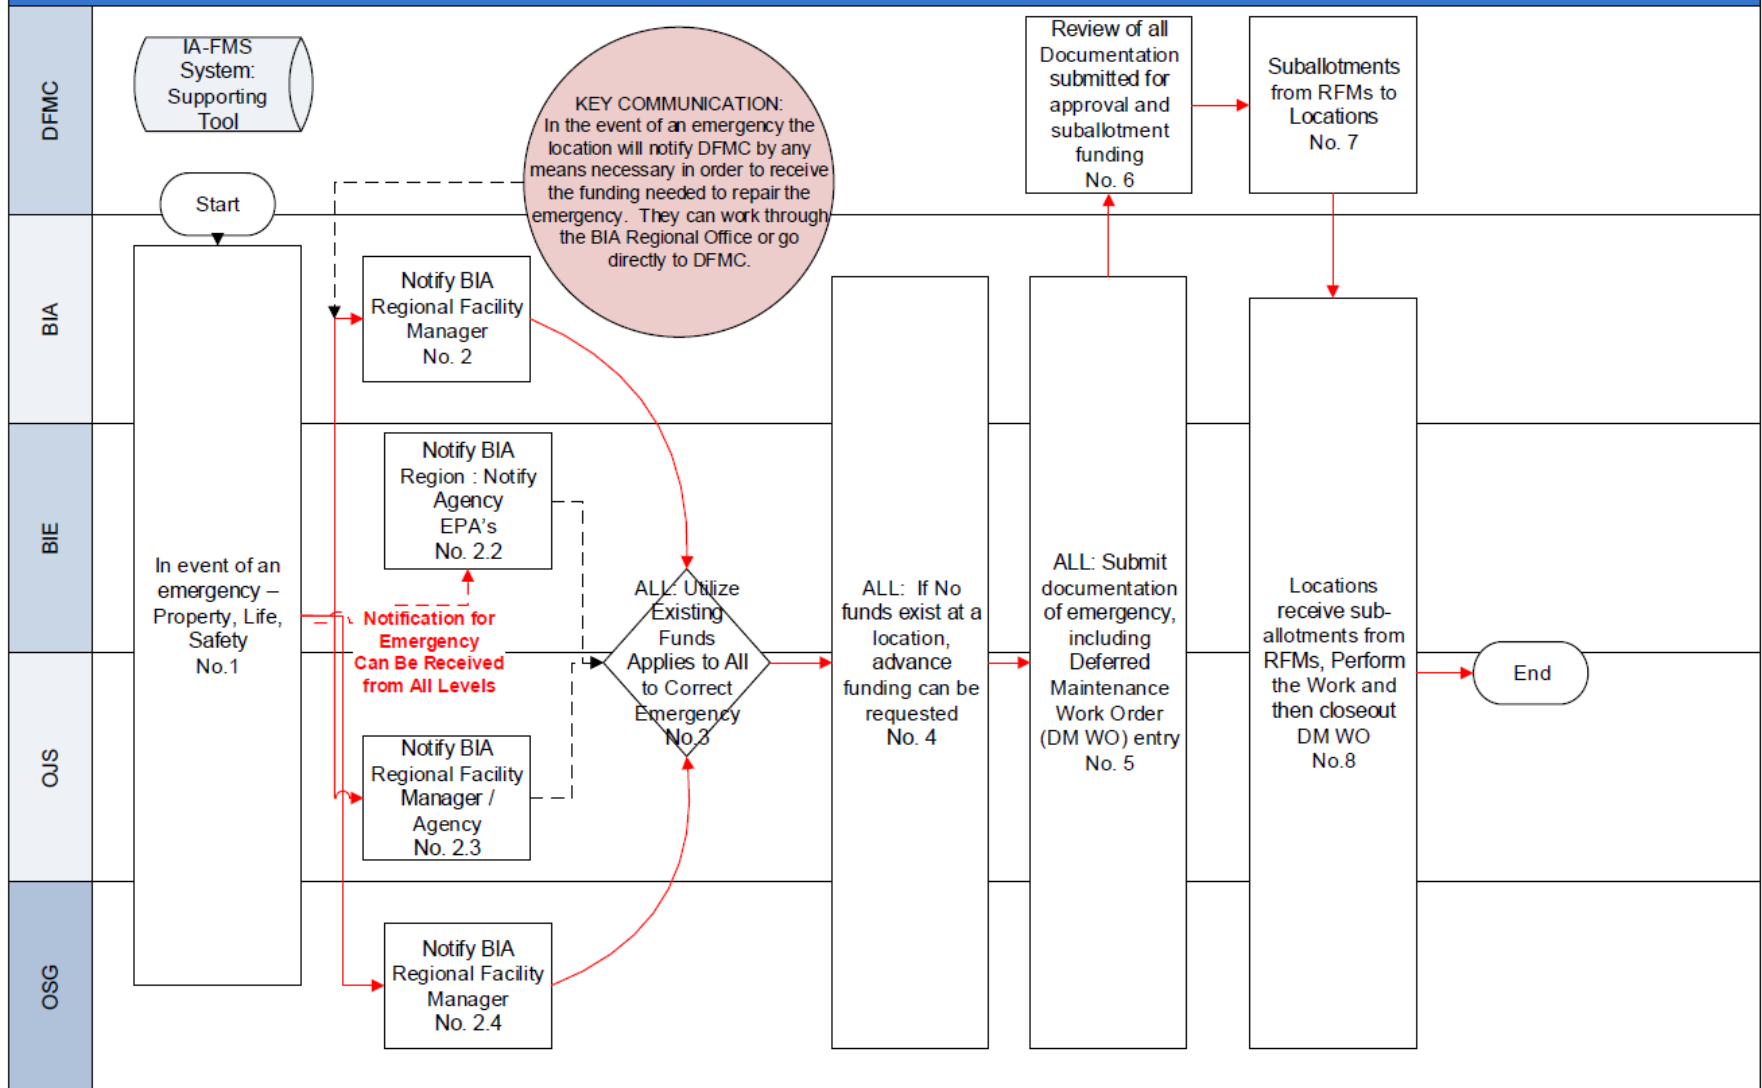 DFMC
IA-FMS
System:
Supporting
Tool
Start
KEY COMMUNICATION:
In the event of an emergency the
location will notify DFMC by any
means necessary in order to receive
the funding needed to repair the
emergency. They can work through
the BIA Regional Office or go
directly to DFMC.
Review of all
Documentation
submitted for
approval and
suballotment
funding
No. 6
Suballotments
from RFMs to
Locations
No. 7
BIA
Notify BIA
Regional Facility
Manager
No. 2
BIE
Notify BIA
Region : Notify
Agency
EPA's
No. 2.2
In event of an
emergency –
Property, Life,
Safety
No.1
Notification for
Emergency
Can Be Received
from All Levels
ALL: Utilize
Existing
Funds
Applies to All
to Correct
Emergency
No.3
ALL: If No
funds exist at a
location,
advance
funding can be
requested
No. 4
ALL: Submit
documentation
of emergency,
including
Deferred
Maintenance
Work Order
(DM WO) entry
No. 5
Locations
receive sub-
allotments from
RFMs, Perform
the Work and
then closeout
DM WO
No.8
End
OJS
Notify BIA
Regional Facility
Manager /
Agency
No. 2.3
OSG
Notify BIA
Regional Facility
Manager
No. 2.4